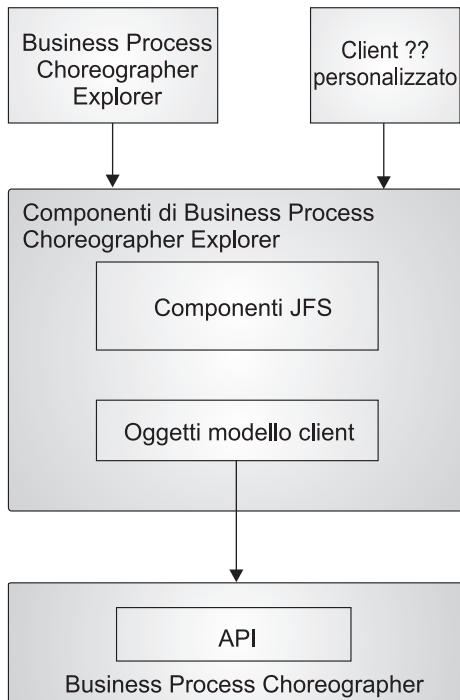 Business Process
Choreographer
Explorer
Client ??
personalizzato
Componenti di Business Process
Choreographer Explorer
Componenti JFS
Oggetti modello client
API
Business Process Choreographer